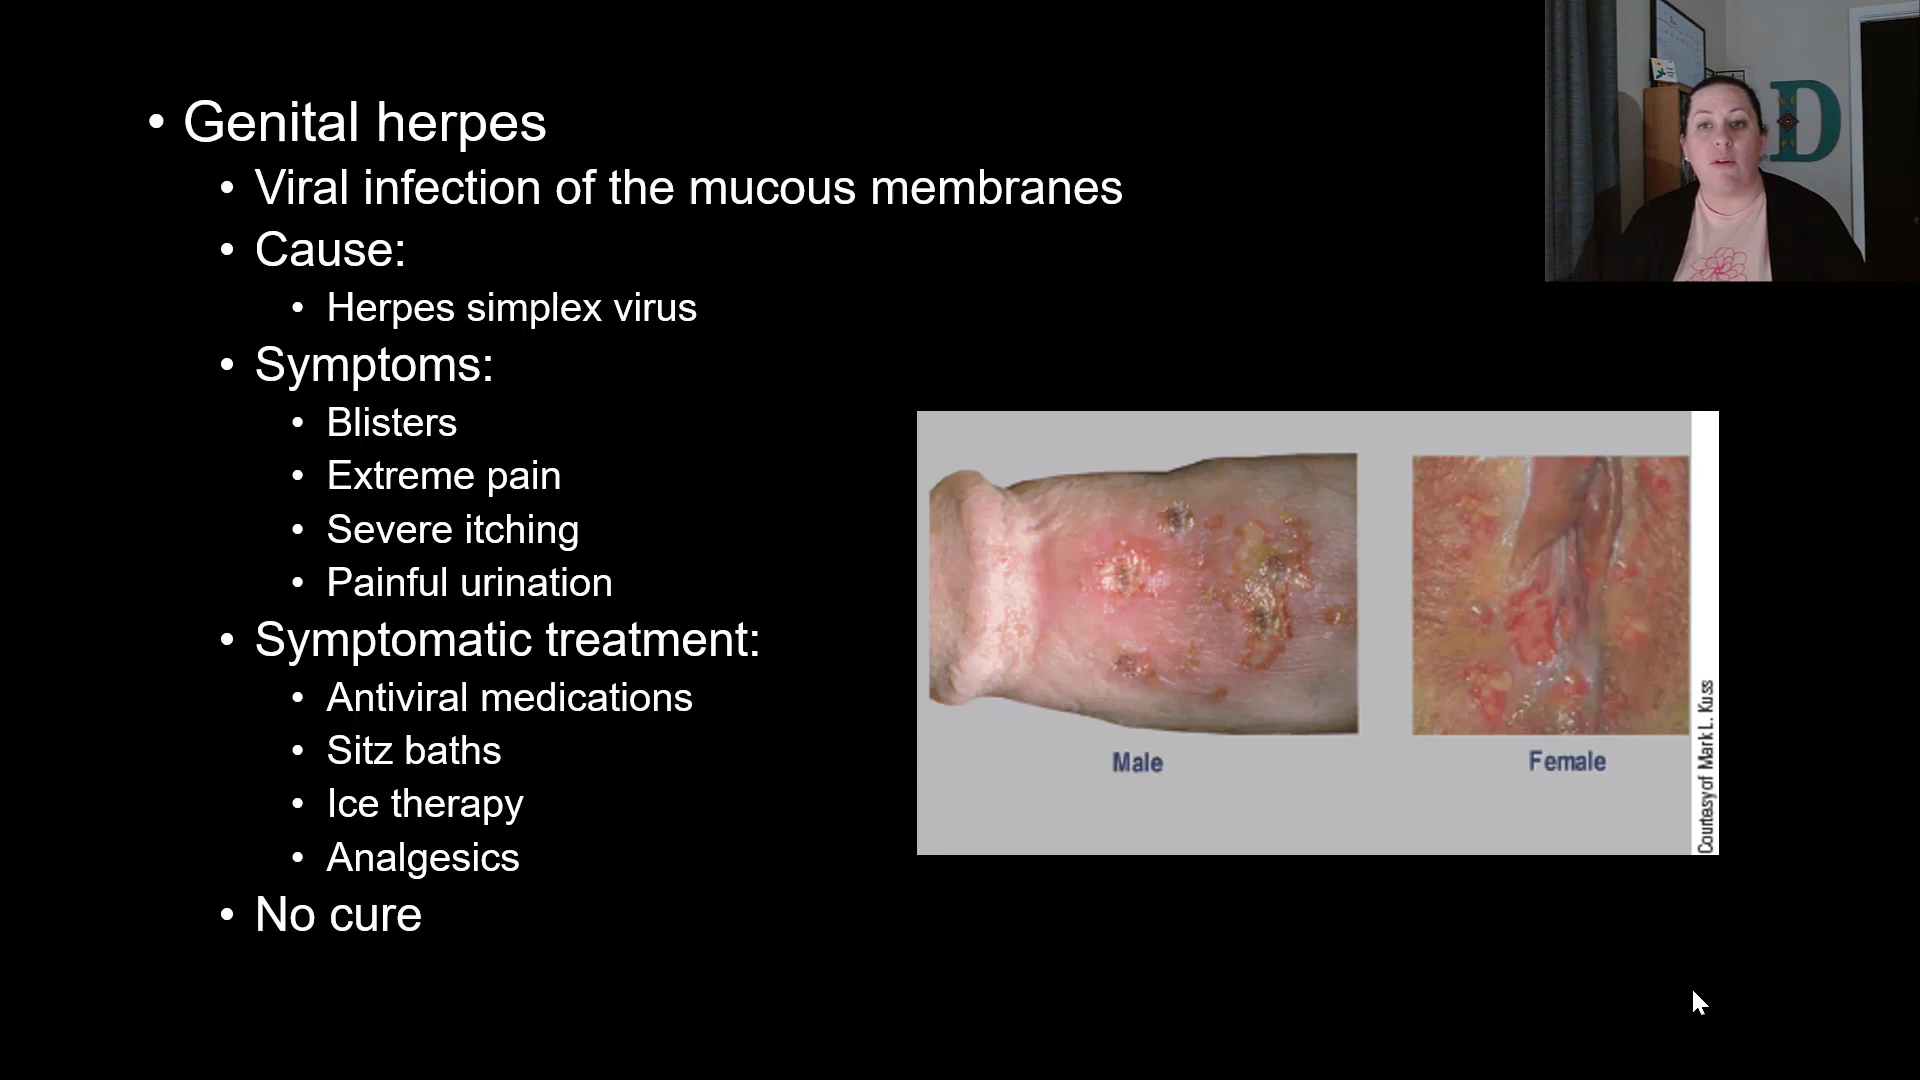 Genital herpes
Viral infection of the mucous membranes
Cause:
Herpes simplex virus
Symptoms:
Blisters
Extreme pain
Severe itching
Painful urination
Symptomatic treatment:
Antiviral medications
Sitz baths
Ice therapy
Analgesics
No cure
Male
Female
Courtesy of Mark L. Kuss
D